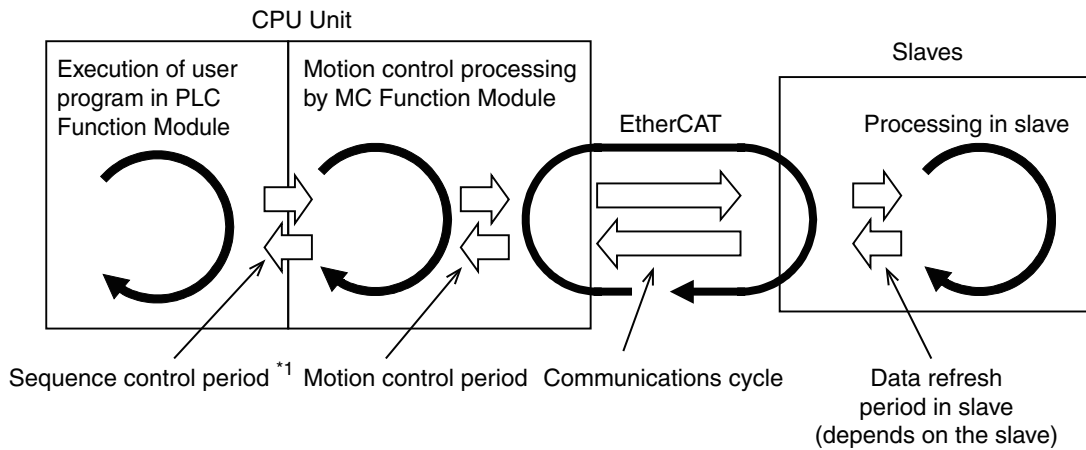 CPU Unit
Execution of user
program in PLC
Function Module
Motion control processing
by MC Function Module
EtherCAT
Slaves
Processing in slave
Sequence control period *1
Motion control period
Communications cycle
Data refresh
period in slave
(depends on the slave)